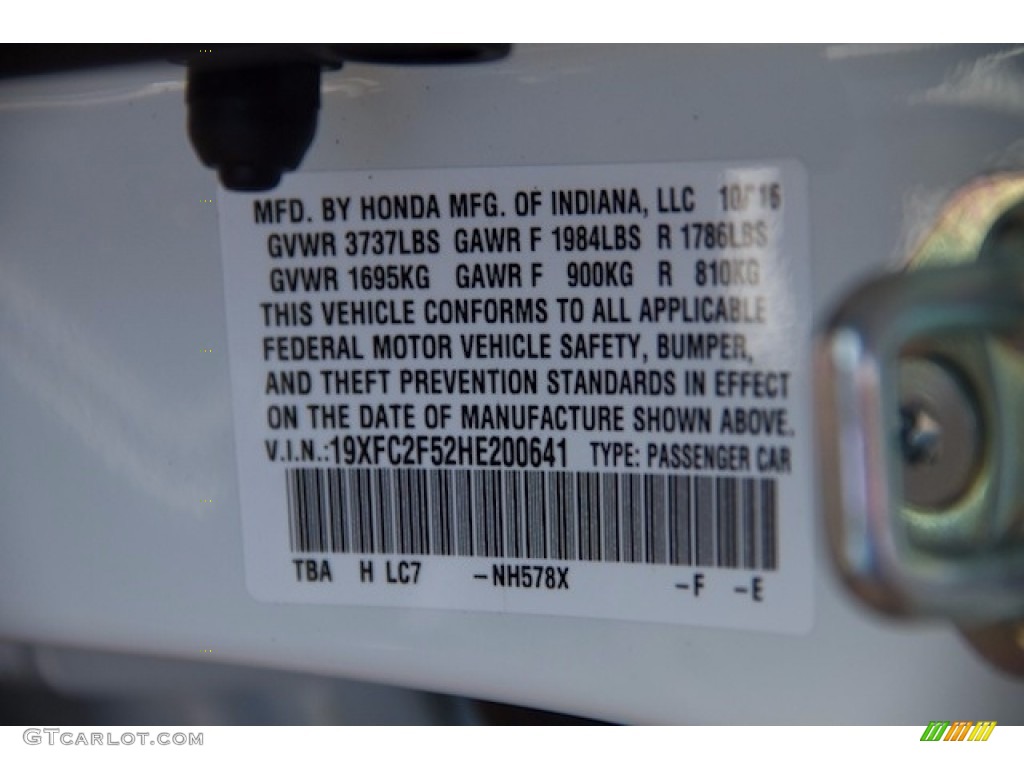 MFD. BY HONDA MFG. OF INDIANA, LLC 10/16
GVWR 3737LBS GAWR F 1984LBS R 1786LBS
GVWR 1695KG GAWR F 900KG R 810KG
THIS VEHICLE CONFORMS TO ALL APPLICABLE
FEDERAL MOTOR VEHICLE SAFETY, BUMPER,
AND THEFT PREVENTION STANDARDS IN EFFECT
ON THE DATE OF MANUFACTURE SHOWN ABOVE.
V.I.N.:19XFC2F52HE200641 TYPE: PASSENGER CAR
TBA H LC7 -NH578X -F -E
GTCARLOT.COM